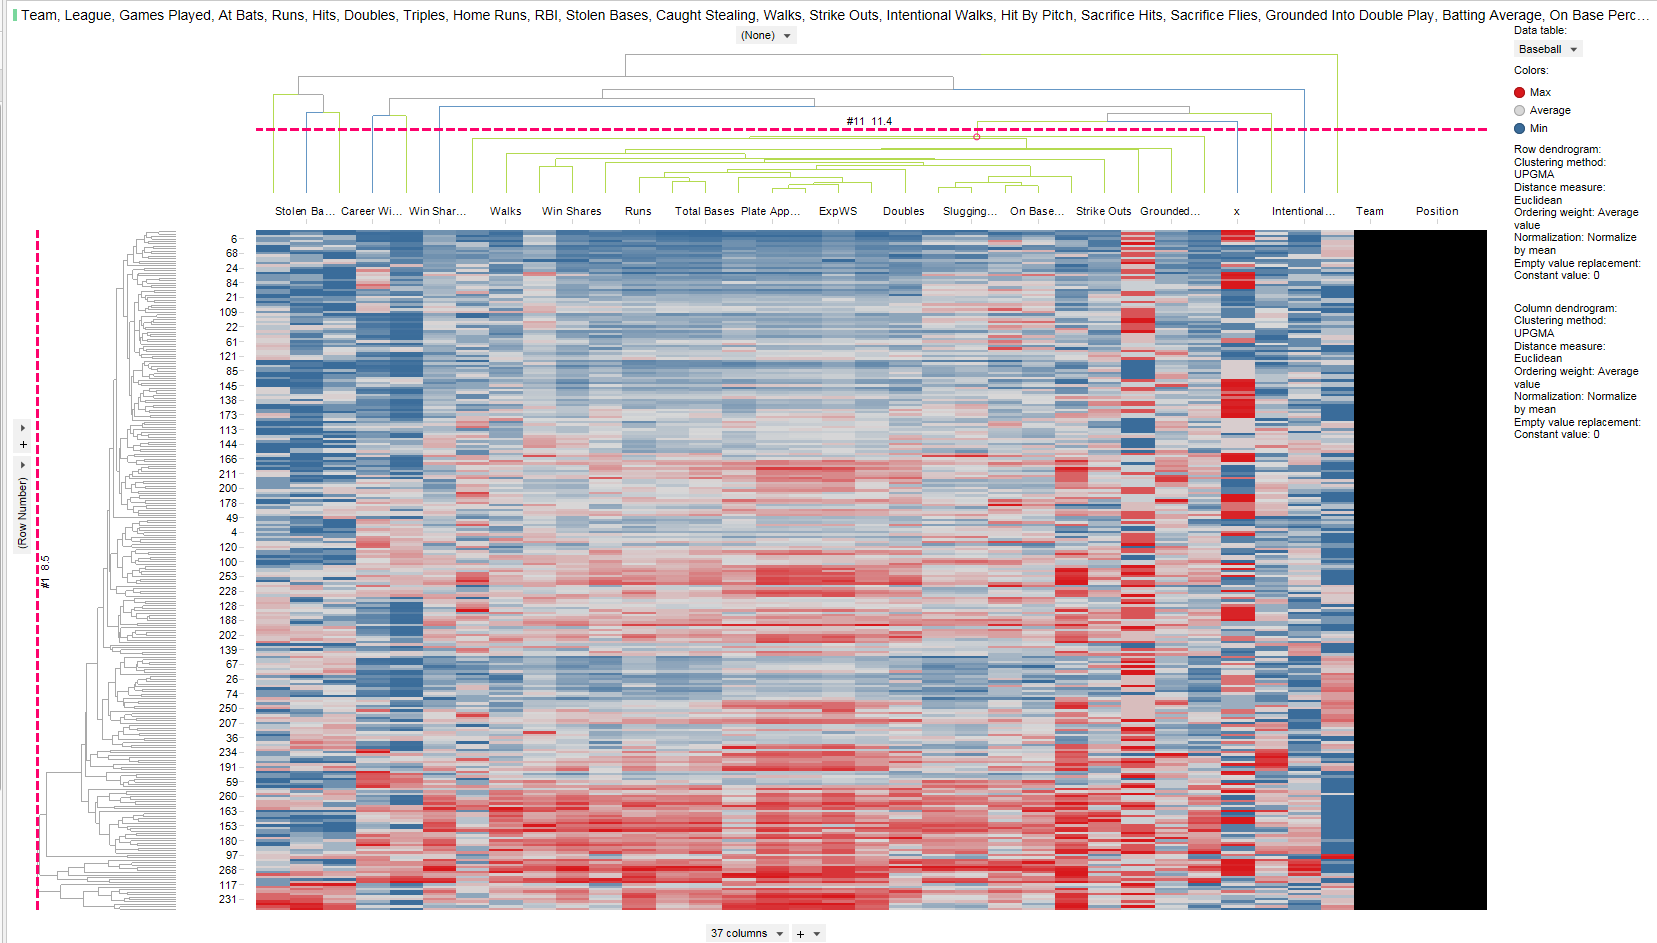 Team, League, Games Played, At Bats, Runs, Hits, Doubles, Triples, Home Runs, RBI, Stolen Bases, Caught Stealing, Walks, Strike Outs, Intentional Walks, Hit By Pitch, Sacrifice Hits, Sacrifice Flies, Grounded Into Double Play, Batting Average, On Base Perc...
(None)
#11 11.4
Stolen Ba... Career Wi... Win Shar... Walks Win Shares Runs Total Bases Plate App... ExpWS Doubles Slugging... On Base... Strike Outs Grounded... x Intentional... Team Position
6
68
24
84
21
109
22
61
121
85
145
138
173
113
144
166
211
200
178
49
4
120
100
253
228
128
188
202
139
67
26
74
250
207
36
234
191
59
260
163
153
180
97
268
117
231
+
(Row Number)
#1 8.5
37 columns
+
Data table:
Baseball
Colors:
Max
Average
Min
Row dendrogram:
Clustering method:
UPGMA
Distance measure:
Euclidean
Ordering weight: Average
value
Normalization: Normalize
by mean
Empty value replacement:
Constant value: 0
Column dendrogram:
Clustering method:
UPGMA
Distance measure:
Euclidean
Ordering weight: Average
value
Normalization: Normalize
by mean
Empty value replacement:
Constant value: 0